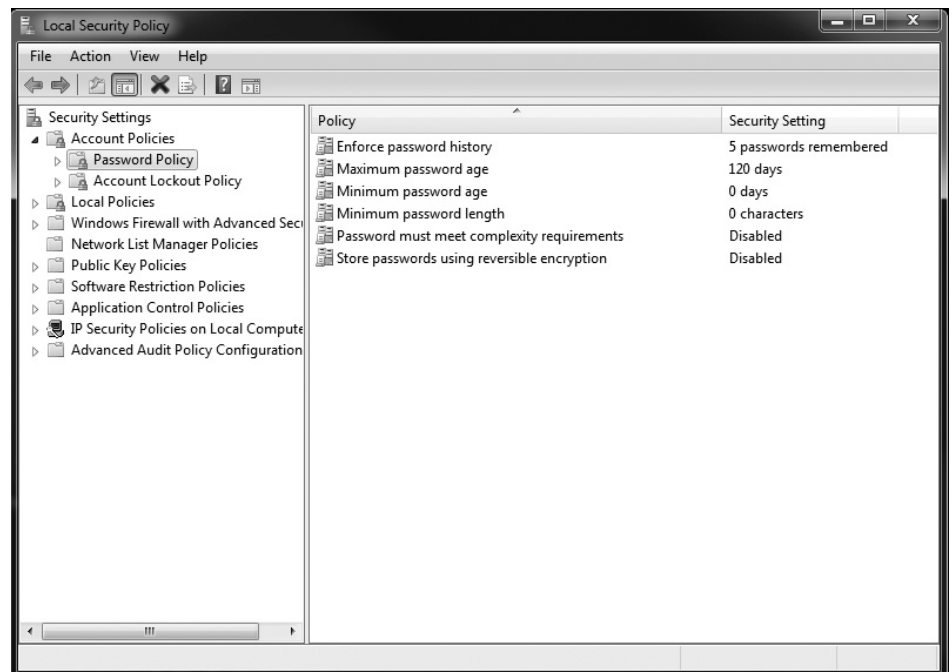 Local Security Policy
File Action View Help
Security Settings
Account Policies
Password Policy
Account Lockout Policy
Local Policies
Windows Firewall with Advanced Secu
Network List Manager Policies
Public Key Policies
Software Restriction Policies
Application Control Policies
IP Security Policies on Local Compute
Advanced Audit Policy Configuration
Policy Security Setting
Enforce password history 5 passwords remembered
Maximum password age 120 days
Minimum password age 0 days
Minimum password length 0 characters
Password must meet complexity requirements Disabled
Store passwords using reversible encryption Disabled